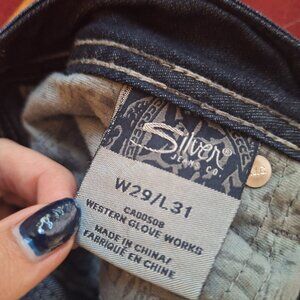 Silver®
JEANS CO.
W29/L31
CA00508
WESTERN GLOVE WORKS
MADE IN CHINA/
FABRIQUÉ EN CHINE